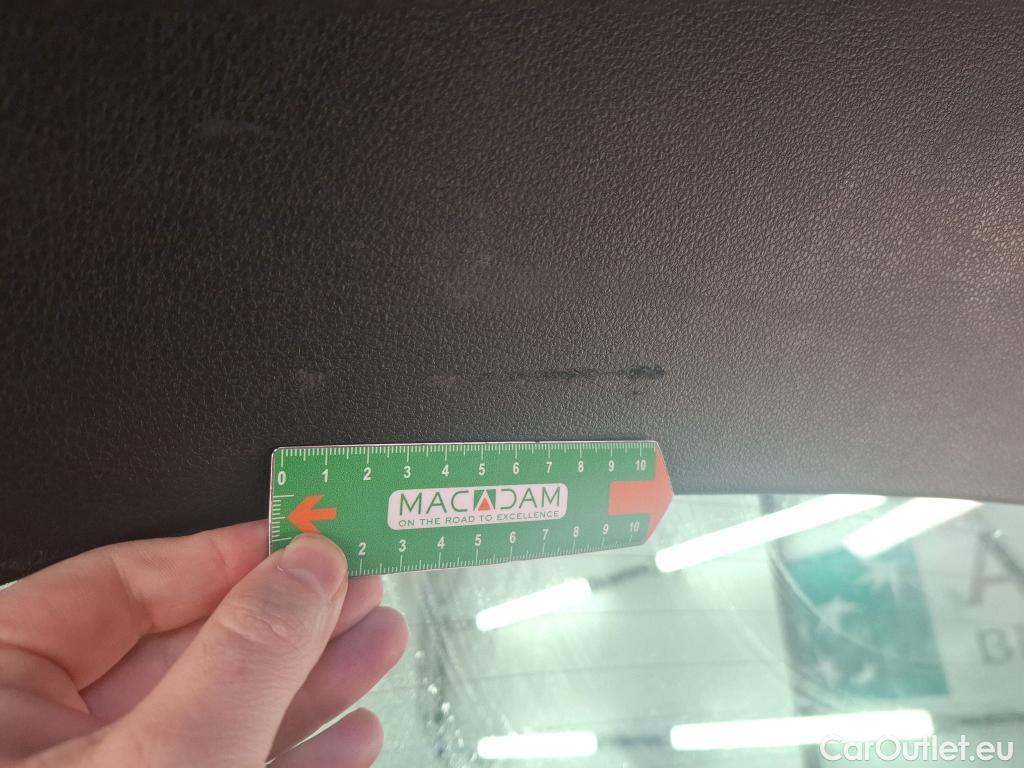 0 1 2 3 4 5 6 7 8 9 10
MACADAM
ON THE ROAD TO EXCELLENCE
2 3 4 5 6 7 8 9 10
CarOutlet.eu